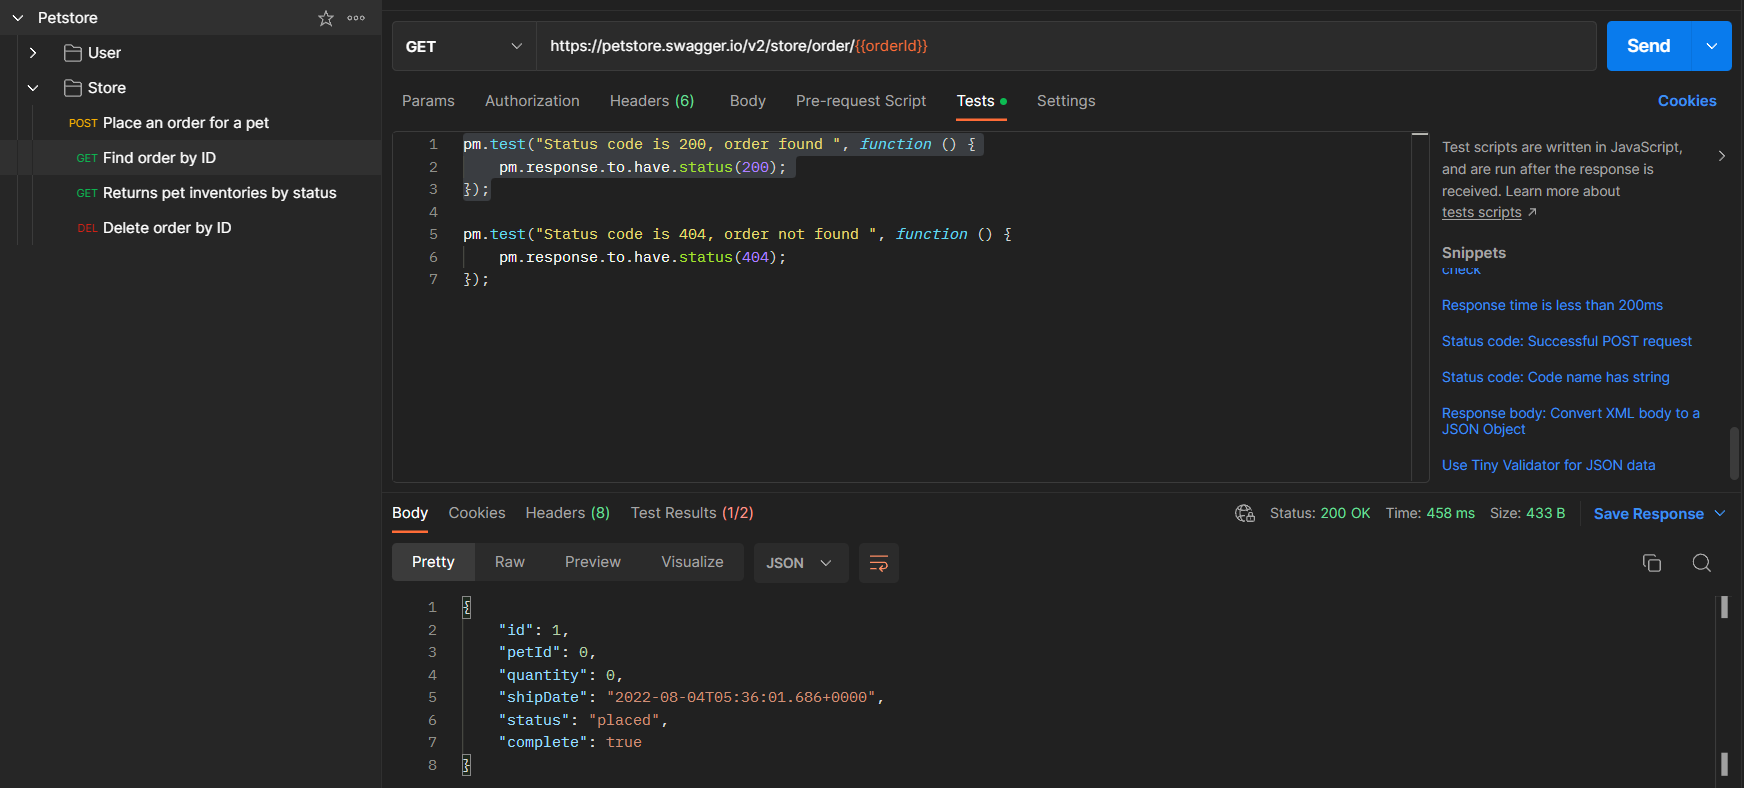 Petstore
User
Store
POST Place an order for a pet
GET Find order by ID
GET Returns pet inventories by status
DEL Delete order by ID
GET
https://petstore.swagger.io/v2/store/order/{{orderId}}
Send
Params Authorization Headers (6) Body Pre-request Script Tests Settings Cookies
1 pm.test("Status code is 200, order found ", function () {
2 pm.response.to.have.status(200);
3 });
4
5 pm.test("Status code is 404, order not found ", function () {
6 pm.response.to.have.status(404);
7 });
Test scripts are written in JavaScript,
and are run after the response is
received. Learn more about
tests scripts ↗
Snippets
check
Response time is less than 200ms
Status code: Successful POST request
Status code: Code name has string
Response body: Convert XML body to a
JSON Object
Use Tiny Validator for JSON data
Body Cookies Headers (8) Test Results (1/2) Status: 200 OK Time: 458 ms Size: 433 B Save Response
Pretty Raw Preview Visualize JSON
1 {
2 "id": 1,
3 "petId": 0,
4 "quantity": 0,
5 "shipDate": "2022-08-04T05:36:01.686+0000",
6 "status": "placed",
7 "complete": true
8 }